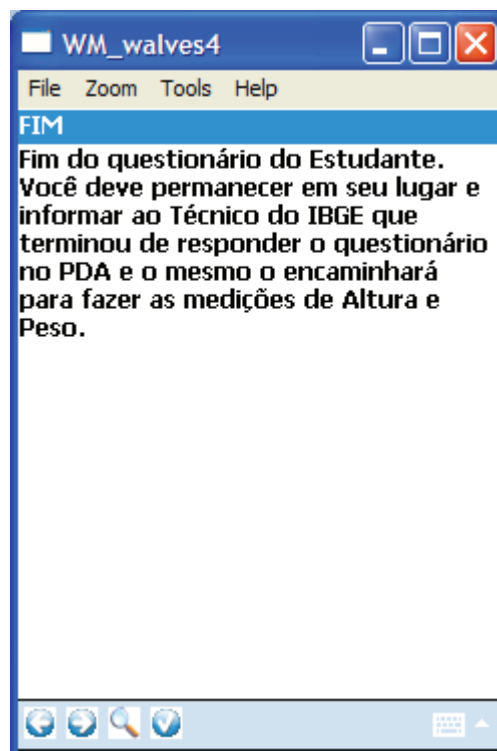 WM_walves4
File Zoom Tools Help
FIM
Fim do questionário do Estudante.
Você deve permanecer em seu lugar e
informar ao Técnico do IBGE que
terminou de responder o questionário
no PDA e o mesmo o encaminhará
para fazer as medições de Altura e
Peso.